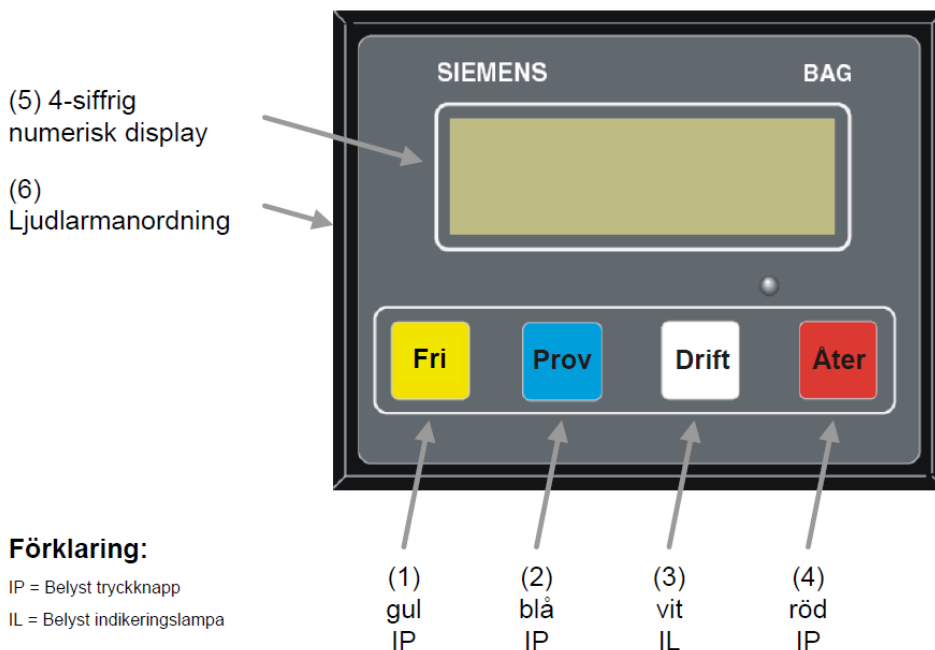 SIEMENS BAG
(5) 4-siffrig
numerisk display
(6)
Ljudlarmanordning
Fri Prov Drift Åter
(1) (2) (3) (4)
gul blå vit röd
IP IP IL IP
Förklaring:
IP = Belyst tryckknapp
IL = Belyst indikeringslampa